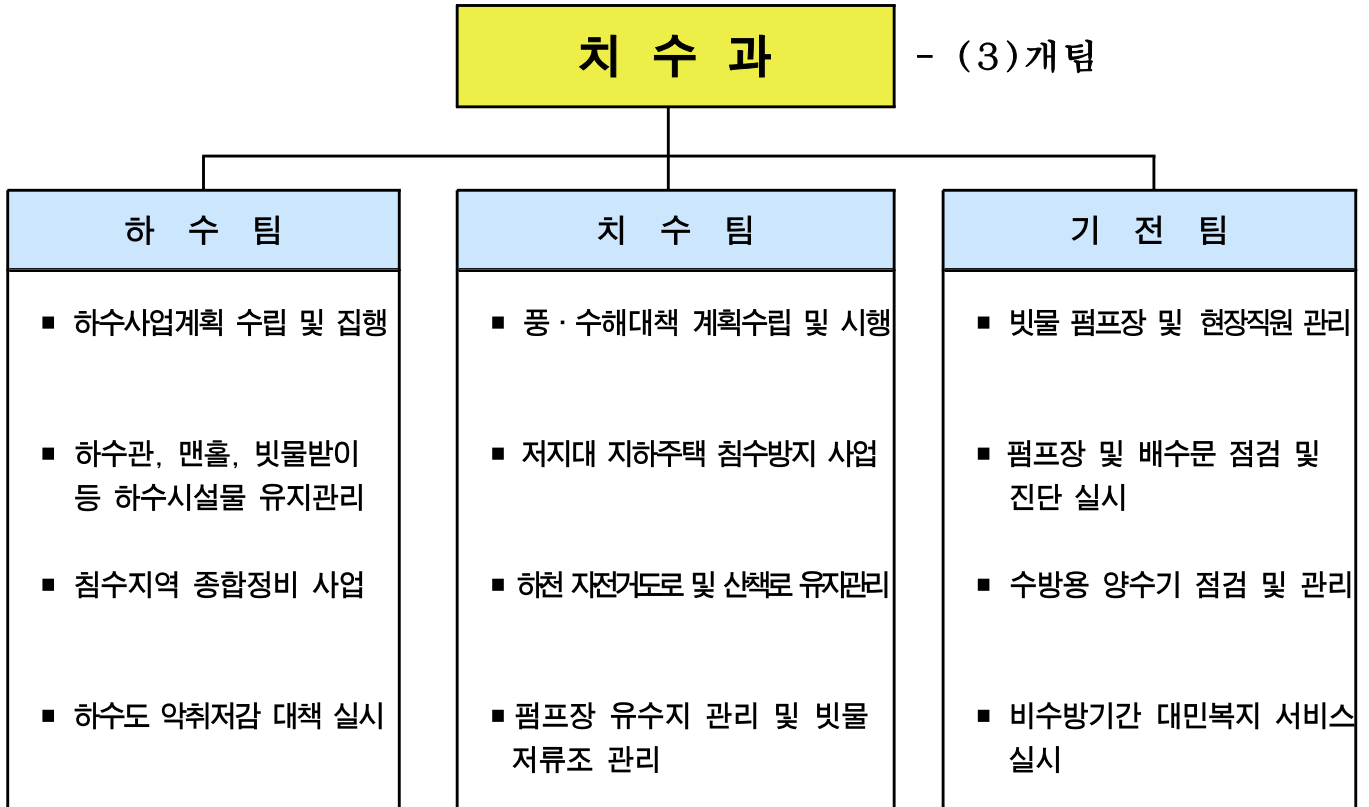 치 수 과 - (3)개팀
하 수 팀
▪ 하수사업계획 수립 및 집행
▪ 하수관, 맨홀, 빗물받이
등 하수시설물 유지관리
▪ 침수지역 종합정비 사업
▪ 하수도 악취저감 대책 실시
치 수 팀
▪ 풍·수해대책 계획수립 및 시행
▪ 저지대 지하주택 침수방지 사업
▪ 하천 자전거도로 및 산책로 유지관리
▪ 펌프장 유수지 관리 및 빗물
저류조 관리
기 전 팀
▪ 빗물 펌프장 및 현장직원 관리
▪ 펌프장 및 배수문 점검 및
진단 실시
▪ 수방용 양수기 점검 및 관리
▪ 비수방기간 대민복지 서비스
실시